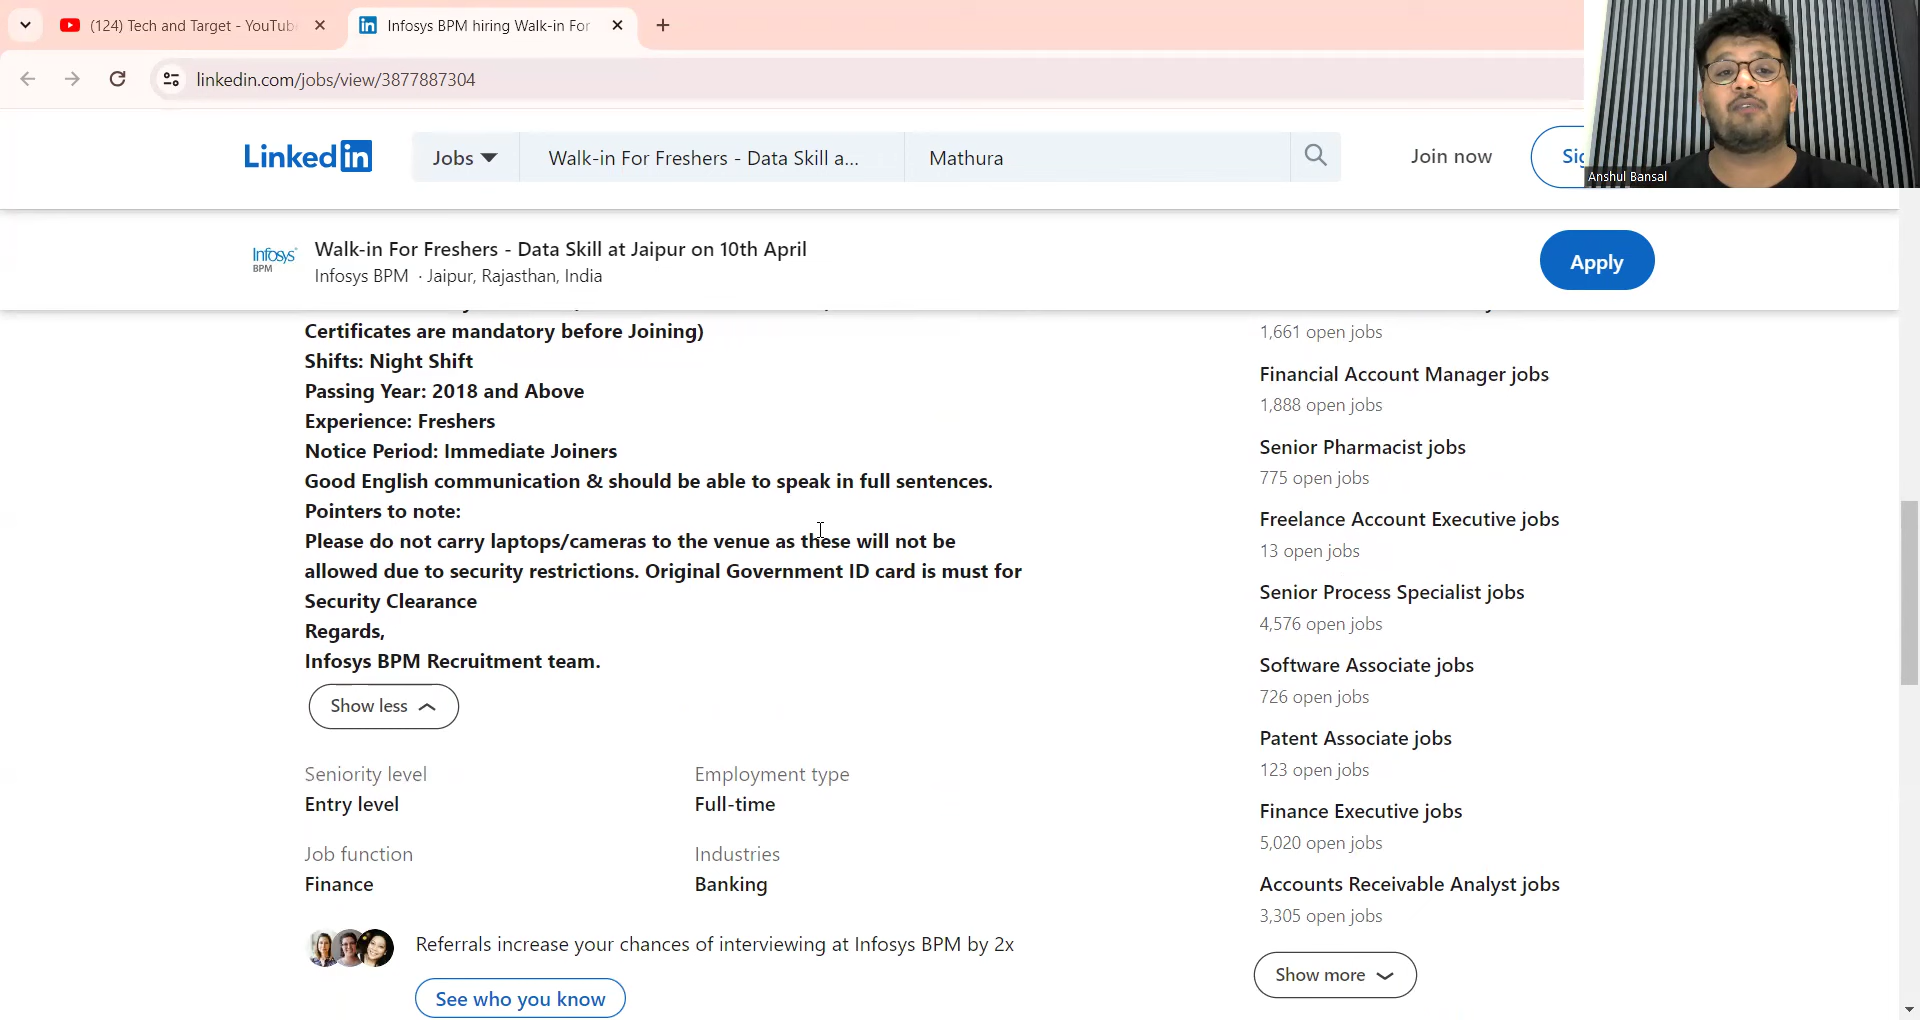 (124) Tech and Target - YouTub
Infosys BPM hiring Walk-in For
linkedin.com/jobs/view/3877887304
Linked in
Jobs
Walk-in For Freshers - Data Skill a...
Mathura
Join now
Anshul Bansal
Infosys BPM
Walk-in For Freshers - Data Skill at Jaipur on 10th April
Infosys BPM · Jaipur, Rajasthan, India
Apply
Certificates are mandatory before Joining)
Shifts: Night Shift
Passing Year: 2018 and Above
Experience: Freshers
Notice Period: Immediate Joiners
Good English communication & should be able to speak in full sentences.
Pointers to note:
Please do not carry laptops/cameras to the venue as these will not be
allowed due to security restrictions. Original Government ID card is must for
Security Clearance
Regards,
Infosys BPM Recruitment team.
Show less
Seniority level
Entry level
Employment type
Full-time
Job function
Finance
Industries
Banking
Referrals increase your chances of interviewing at Infosys BPM by 2x
See who you know
1,661 open jobs
Financial Account Manager jobs
1,888 open jobs
Senior Pharmacist jobs
775 open jobs
Freelance Account Executive jobs
13 open jobs
Senior Process Specialist jobs
4,576 open jobs
Software Associate jobs
726 open jobs
Patent Associate jobs
123 open jobs
Finance Executive jobs
5,020 open jobs
Accounts Receivable Analyst jobs
3,305 open jobs
Show more